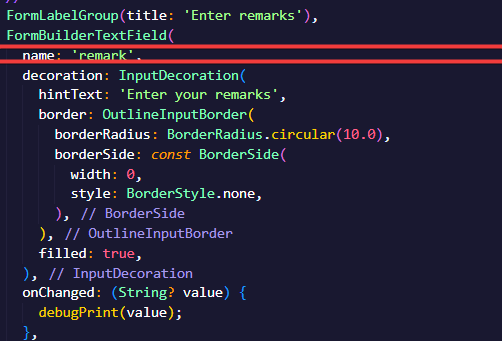 //
FormLabelGroup(title: 'Enter remarks'),
FormBuilderTextField(
name: 'remark',
decoration: InputDecoration(
hintText: 'Enter your remarks',
border: OutlineInputBorder(
borderRadius: BorderRadius.circular(10.0),
borderSide: const BorderSide(
width: 0,
style: BorderStyle.none,
), // BorderSide
), // OutlineInputBorder
filled: true,
), // InputDecoration
onChanged: (String? value) {
debugPrint(value);
},